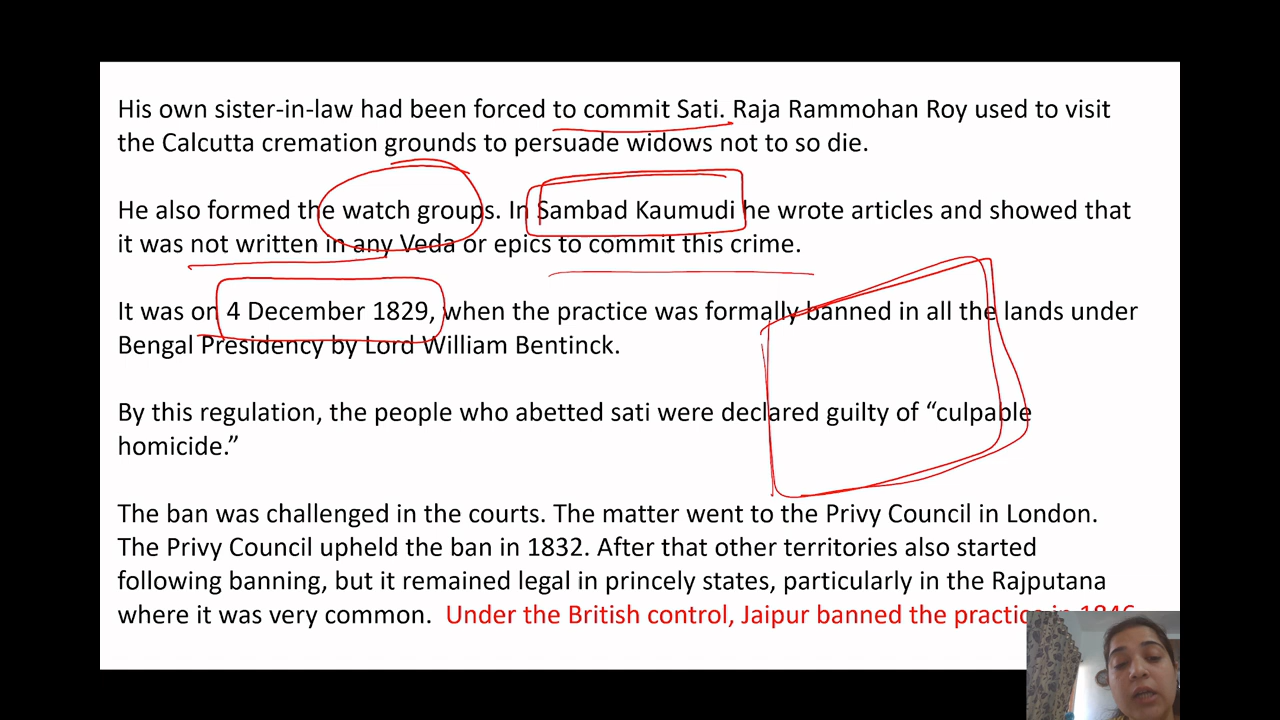 His own sister-in-law had been forced to commit Sati. Raja Rammohan Roy used to visit
the Calcutta cremation grounds to persuade widows not to so die.
He also formed the watch groups. In Sambad Kaumudi he wrote articles and showed that
it was not written in any Veda or epics to commit this crime.
It was on 4 December 1829, when the practice was formally banned in all the lands under
Bengal Presidency by Lord William Bentinck.
By this regulation, the people who abetted sati were declared guilty of “culpable
homicide.”
The ban was challenged in the courts. The matter went to the Privy Council in London.
The Privy Council upheld the ban in 1832. After that other territories also started
following banning, but it remained legal in princely states, particularly in the Rajputana
where it was very common. Under the British control, Jaipur banned the practice in 1846